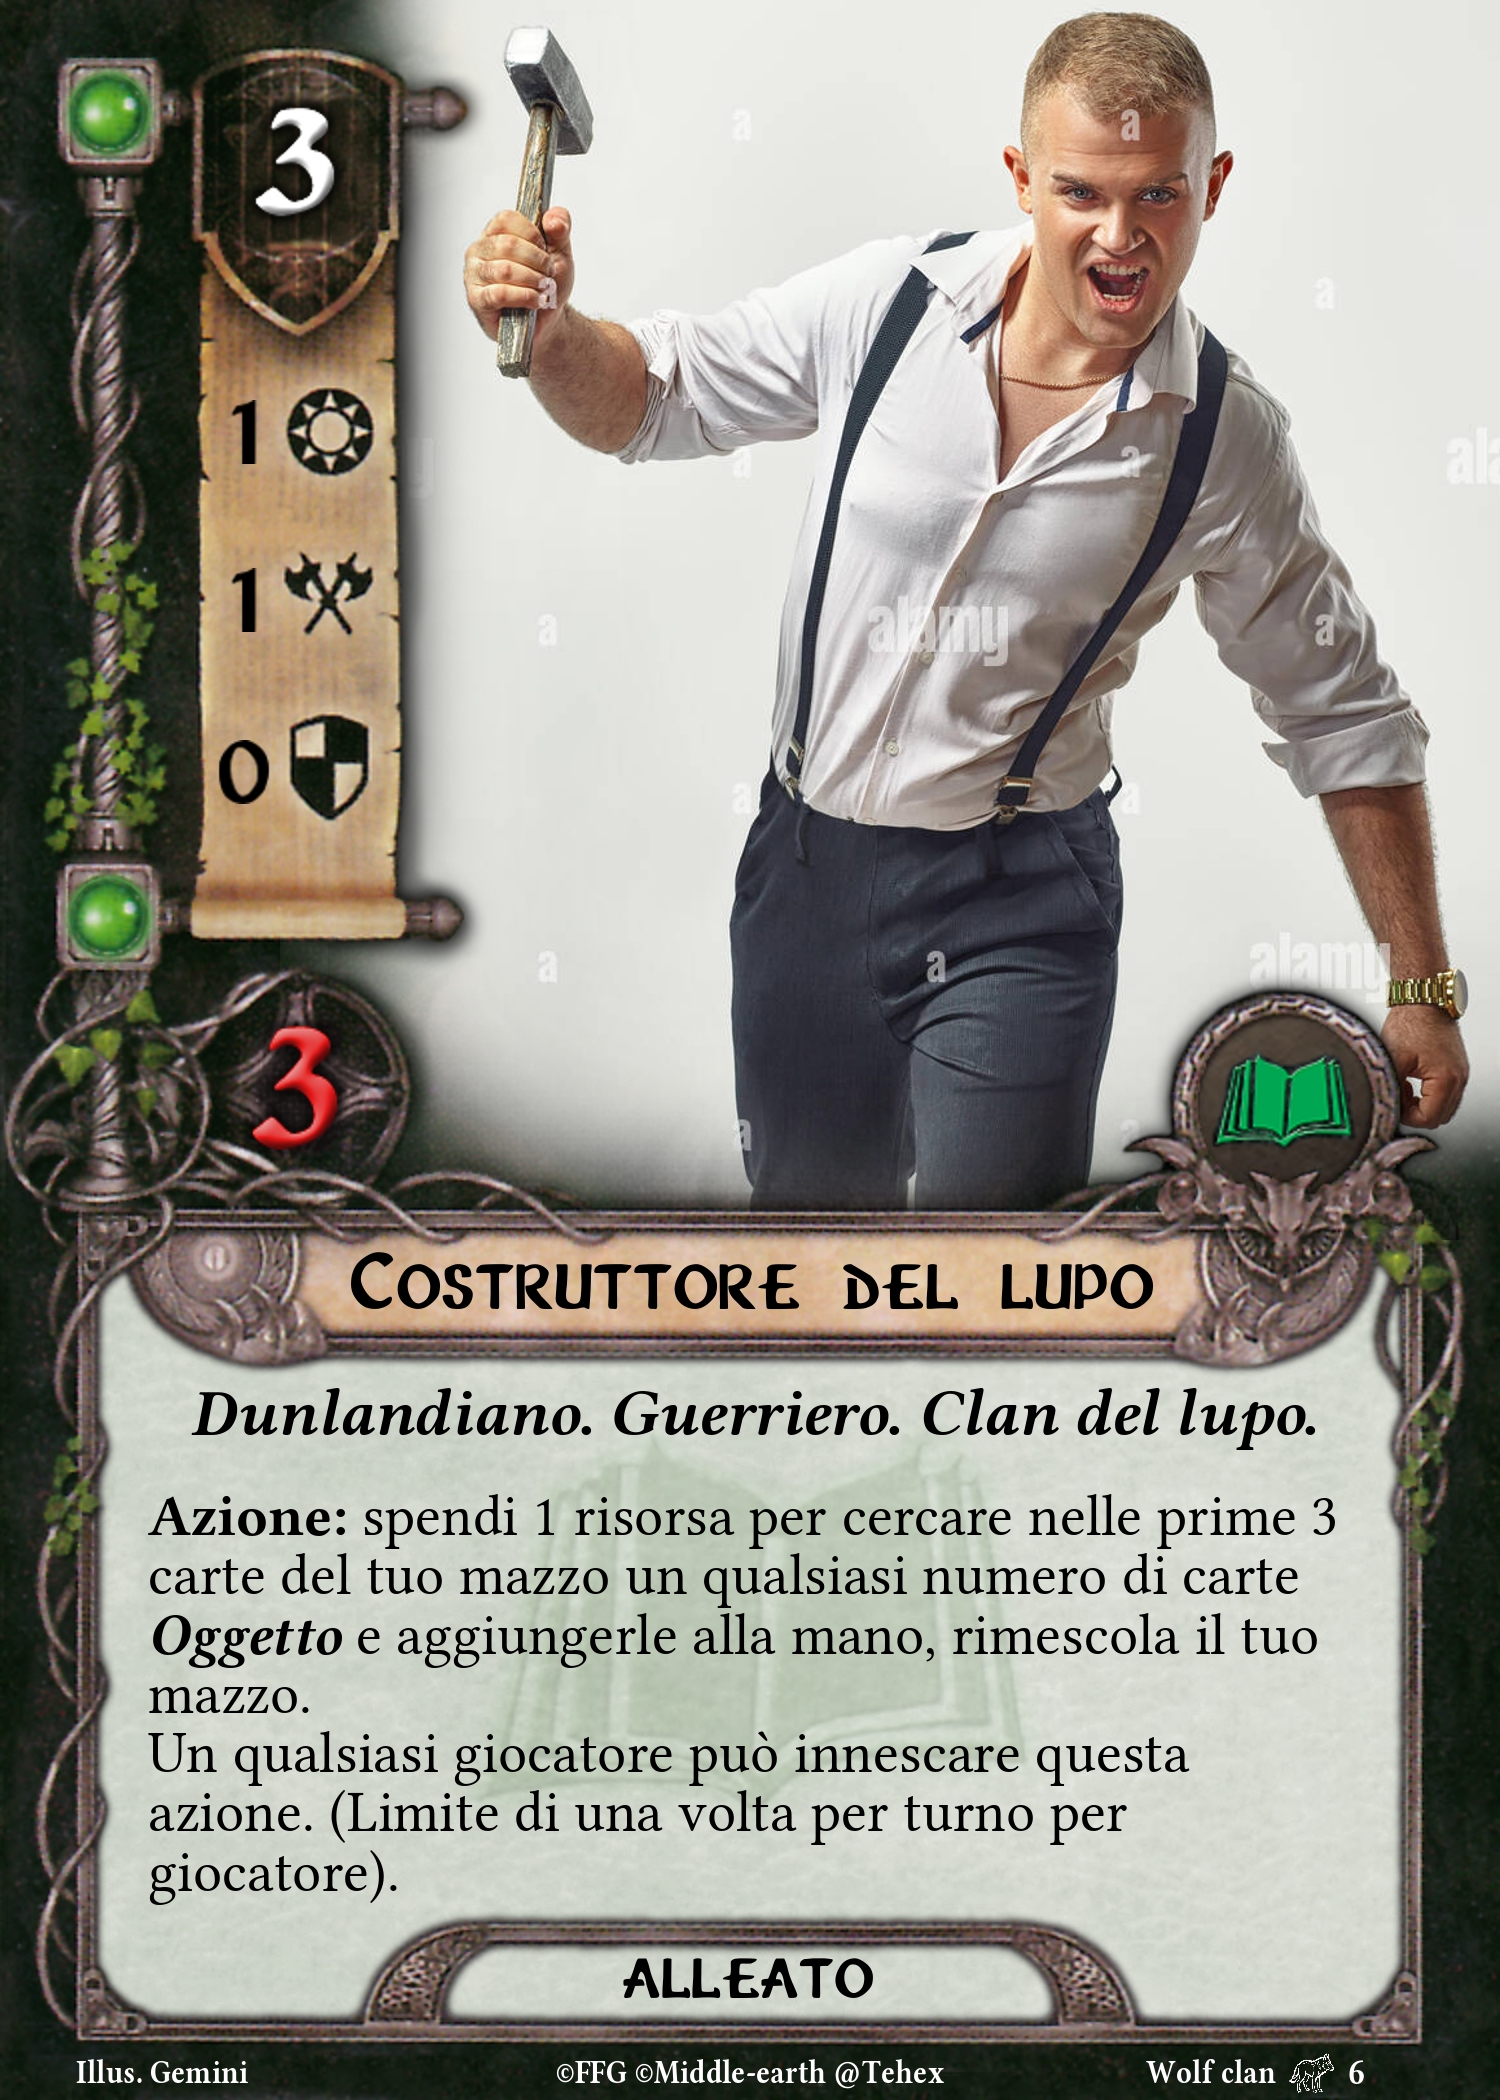 3
1
1
0
3
alamy
alamy
Costruttore del lupo
Dunlandiano. Guerriero. Clan del lupo.
Azione: spendi 1 risorsa per cercare nelle prime 3
carte del tuo mazzo un qualsiasi numero di carte
Oggetto e aggiungerle alla mano, rimescola il tuo
mazzo.
Un qualsiasi giocatore può innescare questa
azione. (Limite di una volta per turno per
giocatore).
ALLEATO
Illus. Gemini ©FFG ©Middle-earth @Tehex Wolf clan 6